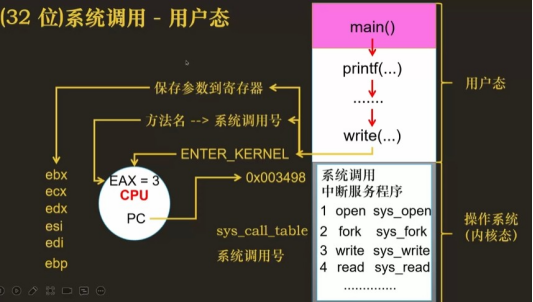 (32 位)系统调用 - 用户态
main()
printf(...)
.......
write(...)
用户态
保存参数到寄存器
方法名 --> 系统调用号
ENTER_KERNEL
ebx
ecx
edx
esi
edi
ebp
EAX = 3
CPU
PC
0x003498
sys_call_table
系统调用号
系统调用
中断服务程序
1 open sys_open
2 fork sys_fork
3 write sys_write
4 read sys_read
..............
操作系统
(内核态)